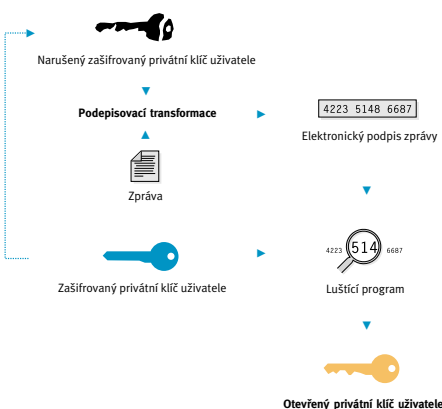 Narušený zašifrovaný privátní klíč uživatele
Podepisovací transformace
4223 5148 6687
Elektronický podpis zprávy
Zpráva
4223 514 6687
Zašifrovaný privátní klíč uživatele
Luštící program
Otevřený privátní klíč uživatele